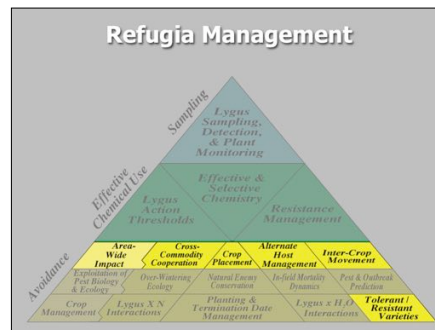 Refugia Management
Sampling
Lygus
Sampling,
Detection,
& Plant
Monitoring
Effective
Chemical Use
Lygus
Action
Thresholds
Effective &
Selective
Chemistry
Resistance
Management
Avoidance
Area-
Wide
Impact
Cross-
Commodity
Cooperation
Crop
Placement
Alternate
Host
Management
Inter-Crop
Movement
Exploitation of
Pest Biology
& Ecology
Over-Wintering
Ecology
Natural Enemy
Conservation
In-field Mortality
Dynamics
Pest & Outbreak
Prediction
Crop
Management
Lygus X N
Interactions
Planting &
Termination Date
Management
Lygus x H2O
Interactions
Tolerant /
Resistant
Varieties